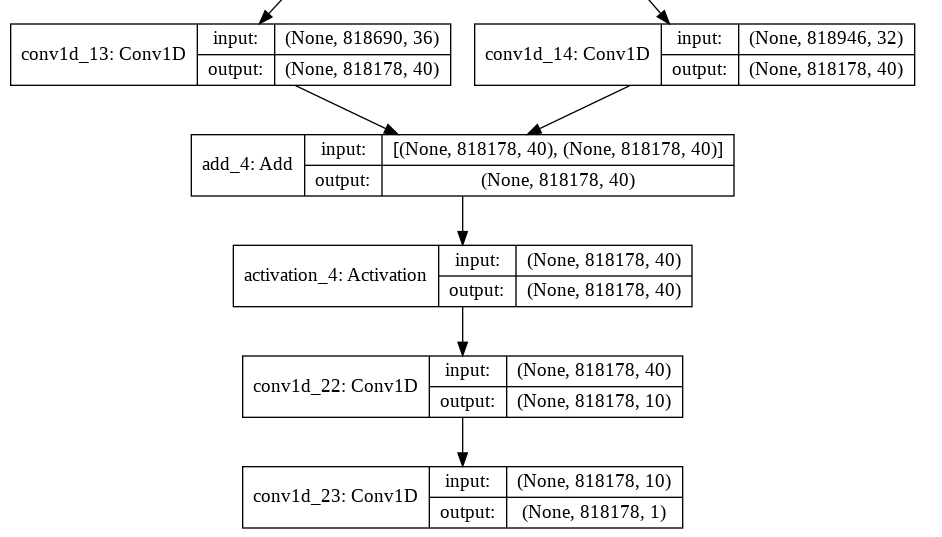 conv1d_13: Conv1D
input: (None, 818690, 36)
output: (None, 818178, 40)
conv1d_14: Conv1D
input: (None, 818946, 32)
output: (None, 818178, 40)
add_4: Add
input: [(None, 818178, 40), (None, 818178, 40)]
output: (None, 818178, 40)
activation_4: Activation
input: (None, 818178, 40)
output: (None, 818178, 40)
conv1d_22: Conv1D
input: (None, 818178, 40)
output: (None, 818178, 10)
conv1d_23: Conv1D
input: (None, 818178, 10)
output: (None, 818178, 1)